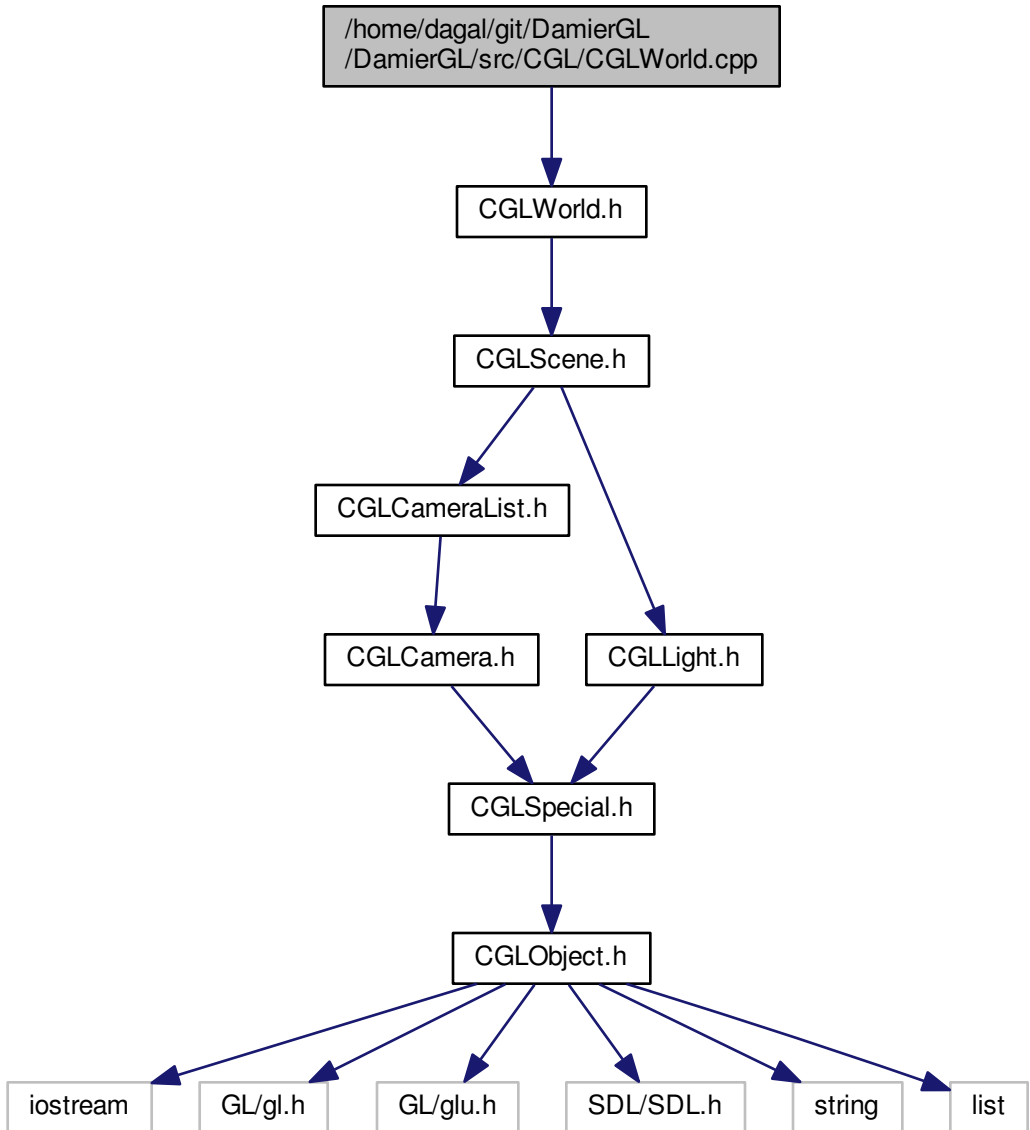 /home/dagal/git/DamierGL
/DamierGL/src/CGL/CGLWorld.cpp
CGLWorld.h
CGLScene.h
CGLCameraList.h
CGLCamera.h
CGLLight.h
CGLSpecial.h
CGLObject.h
iostream
GL/gl.h
GL/glu.h
SDL/SDL.h
string
list